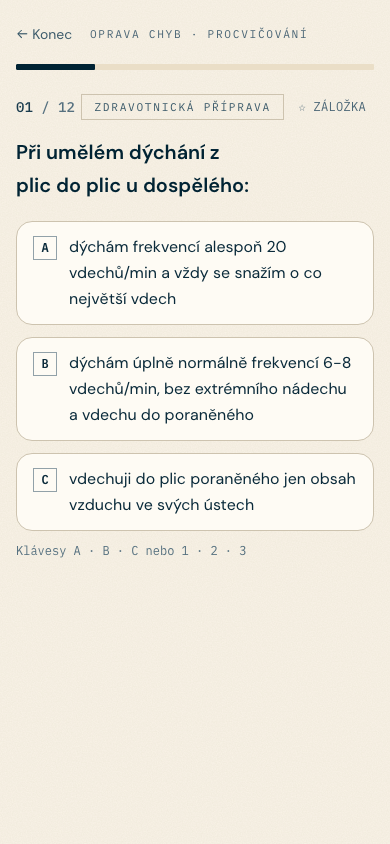 ← Konec OPRAVA CHYB · PROCVIČOVÁNÍ
01 / 12 ZDRAVOTNICKÁ PŘÍPRAVA ☆ ZÁLOŽKA
Při umělém dýchání z
plic do plic u dospělého:
A dýchám frekvencí alespoň 20
vdechů/min a vždy se snažím o co
největší vdech
B dýchám úplně normálně frekvencí 6–8
vdechů/min, bez extrémního nádechu
a vdechu do poraněného
C vdechuji do plic poraněného jen obsah
vzduchu ve svých ústech
Klávesy A · B · C nebo 1 · 2 · 3